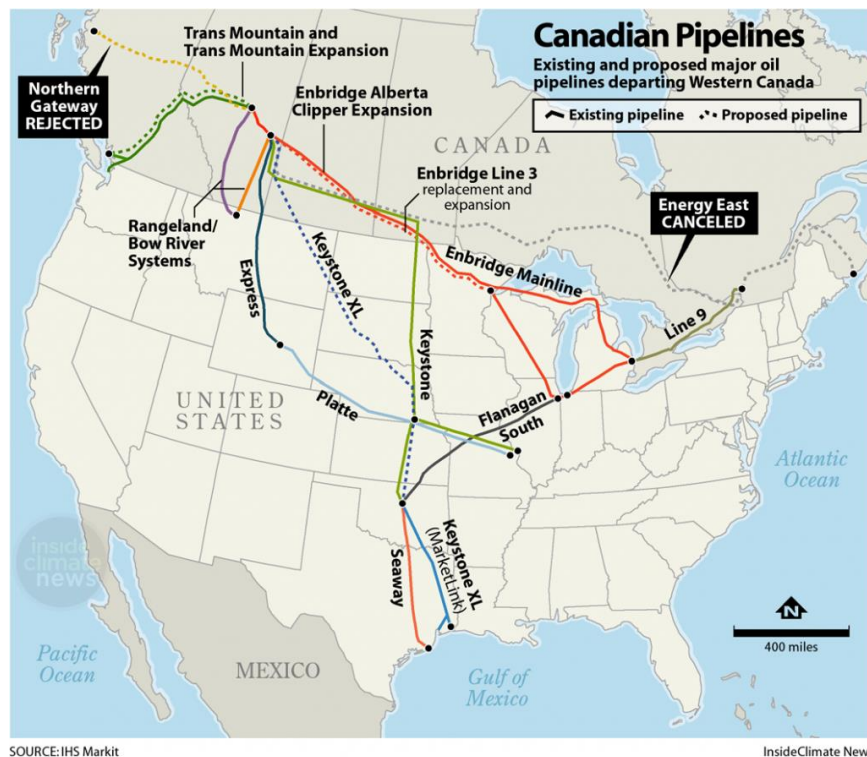 Canadian Pipelines
Existing and proposed major oil
pipelines departing Western Canada
Existing pipeline
Proposed pipeline
Trans Mountain and
Trans Mountain Expansion
Northern
Gateway
REJECTED
Enbridge Alberta
Clipper Expansion
CANADA
Enbridge Line 3
replacement and
expansion
Energy East
CANCELED
Rangeland/
Bow River
Systems
Express
Keystone XL
Enbridge Mainline
Line 9
Keystone
UNITED
STATES
Platte
Flanagan
South
Atlantic
Ocean
inside
climate
news
Seaway
Keystone XL
(MarketLink)
N
400 miles
Pacific
Ocean
MEXICO
Gulf of
Mexico
SOURCE: IHS Markit
InsideClimate New